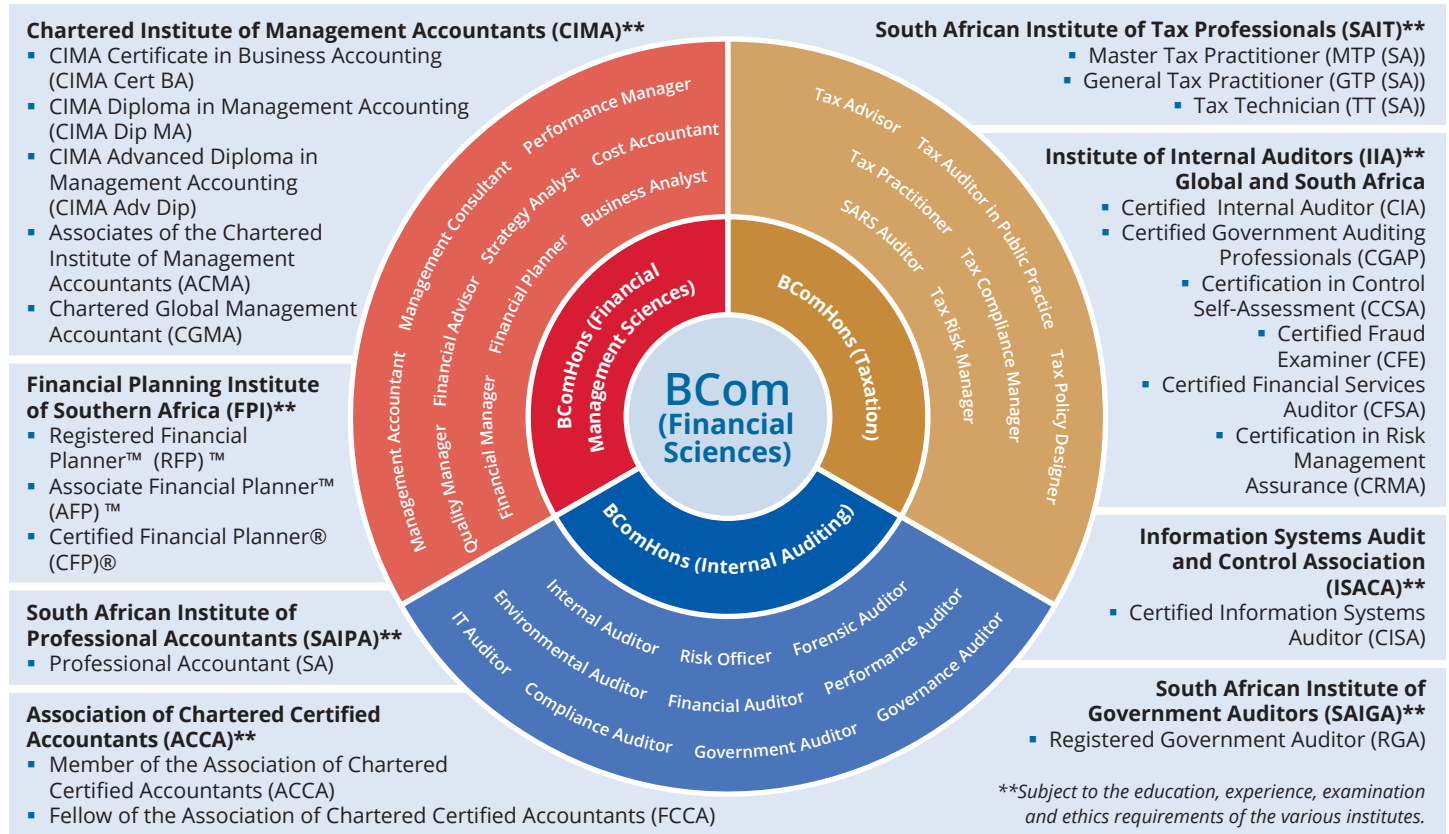 Chartered Institute of Management Accountants (CIMA)**
▪ CIMA Certificate in Business Accounting
(CIMA Cert BA)
▪ CIMA Diploma in Management Accounting
(CIMA Dip MA)
▪ CIMA Advanced Diploma in
Management Accounting
(CIMA Adv Dip)
▪ Associates of the Chartered
Institute of Management
Accountants (ACMA)
▪ Chartered Global Management
Accountant (CGMA)
Financial Planning Institute
of Southern Africa (FPI)**
▪ Registered Financial
Planner™ (RFP) ™
▪ Associate Financial Planner™
(AFP) ™
▪ Certified Financial Planner®
(CFP)®
South African Institute of
Professional Accountants (SAIPA)**
▪ Professional Accountant (SA)
Association of Chartered Certified
Accountants (ACCA)**
▪ Member of the Association of Chartered
Certified Accountants (ACCA)
▪ Fellow of the Association of Chartered Certified Accountants (FCCA)
Management Accountant
Management Consultant
Performance Manager
Quality Manager
Financial Advisor
Strategy Analyst
Cost Accountant
Financial Manager
Financial Planner
Business Analyst
BComHons (Financial
Management Sciences)
BCom
(Financial
Sciences)
BComHons (Taxation)
Tax Advisor
Tax Auditor in Public Practice
Tax Policy Designer
Tax Practitioner
Tax Compliance Manager
SARS Auditor
Tax Risk Manager
BComHons (Internal Auditing)
Internal Auditor
Risk Officer
Forensic Auditor
Environmental Auditor
Financial Auditor
Performance Auditor
IT Auditor
Compliance Auditor
Government Auditor
Governance Auditor
South African Institute of Tax Professionals (SAIT)**
▪ Master Tax Practitioner (MTP (SA))
▪ General Tax Practitioner (GTP (SA))
▪ Tax Technician (TT (SA))
Institute of Internal Auditors (IIA)**
Global and South Africa
▪ Certified Internal Auditor (CIA)
▪ Certified Government Auditing
Professionals (CGAP)
▪ Certification in Control
Self-Assessment (CCSA)
▪ Certified Fraud
Examiner (CFE)
▪ Certified Financial Services
Auditor (CFSA)
▪ Certification in Risk
Management
Assurance (CRMA)
Information Systems Audit
and Control Association
(ISACA)**
▪ Certified Information Systems
Auditor (CISA)
South African Institute of
Government Auditors (SAIGA)**
▪ Registered Government Auditor (RGA)
**Subject to the education, experience, examination
and ethics requirements of the various institutes.